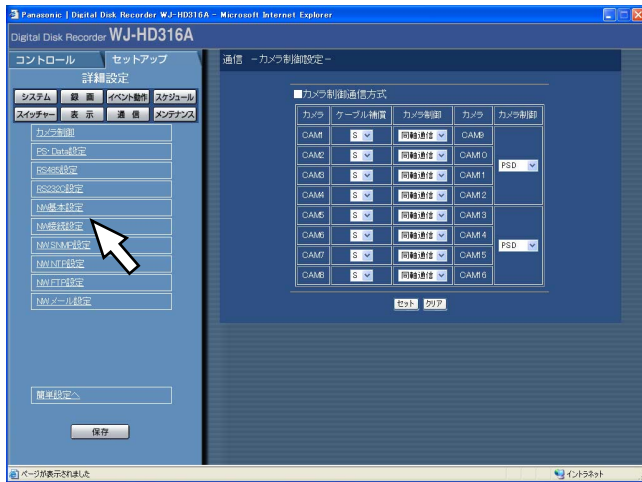 Panasonic | Digital Disk Recorder WJ-HD316A - Microsoft Internet Explorer
Digital Disk Recorder WJ-HD316A
コントロール セットアップ
詳細設定
システム 録 画 イベント動作 スケジュール
スイッチャー 表 示 通 信 メンテナンス
カメラ制御
PS・Data設定
RS485設定
RS232C設定
NW基本設定
NW接続設定
NW SNMP設定
NW NTP設定
NW FTP設定
NW メール設定
簡単設定へ
保存
通信 －カメラ制御設定－
■カメラ制御通信方式
カメラ ケーブル補償 カメラ制御 カメラ カメラ制御
CAM1 S 同軸通信 CAM9 PSD
CAM2 S 同軸通信 CAM10
CAM3 S 同軸通信 CAM11
CAM4 S 同軸通信 CAM12
CAM5 S 同軸通信 CAM13 PSD
CAM6 S 同軸通信 CAM14
CAM7 S 同軸通信 CAM15
CAM8 S 同軸通信 CAM16
セット クリア
ページが表示されました イントラネット